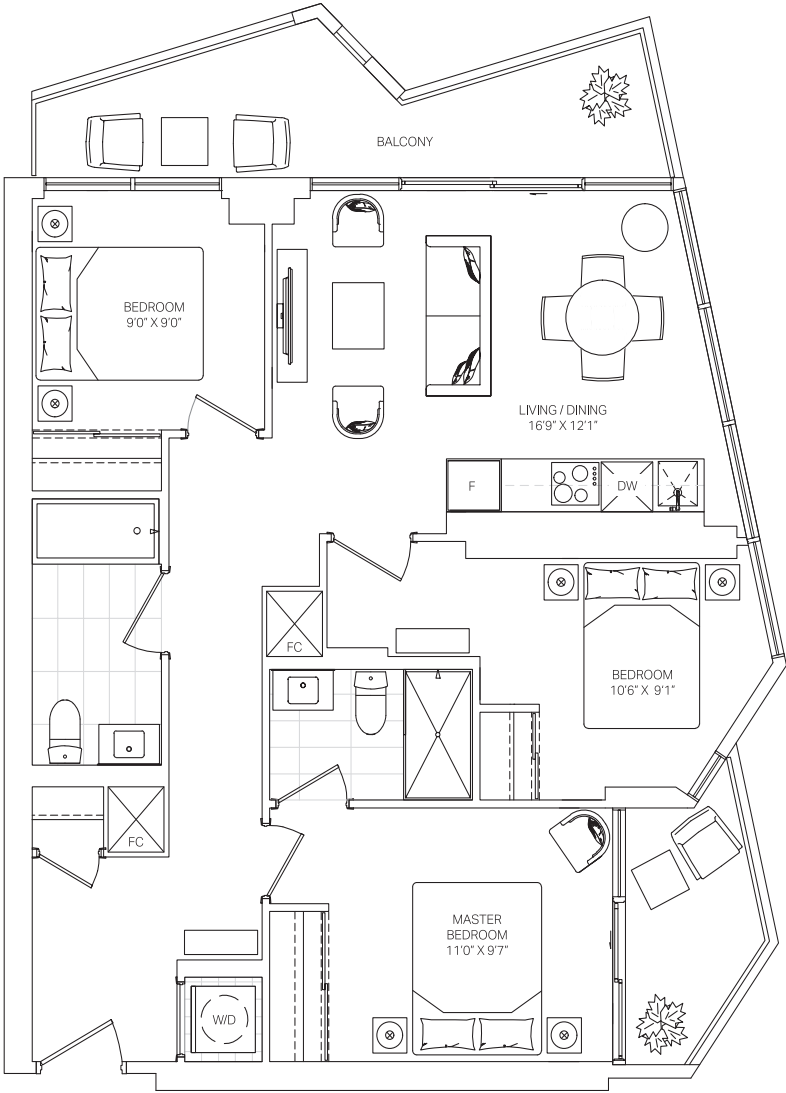 BALCONY
BEDROOM
9'0" X 9'0"
LIVING / DINING
16'9" X 12'1"
F
DW
FC
BEDROOM
10'6" X 9'1"
FC
MASTER
BEDROOM
11'0" X 9'7"
W/D